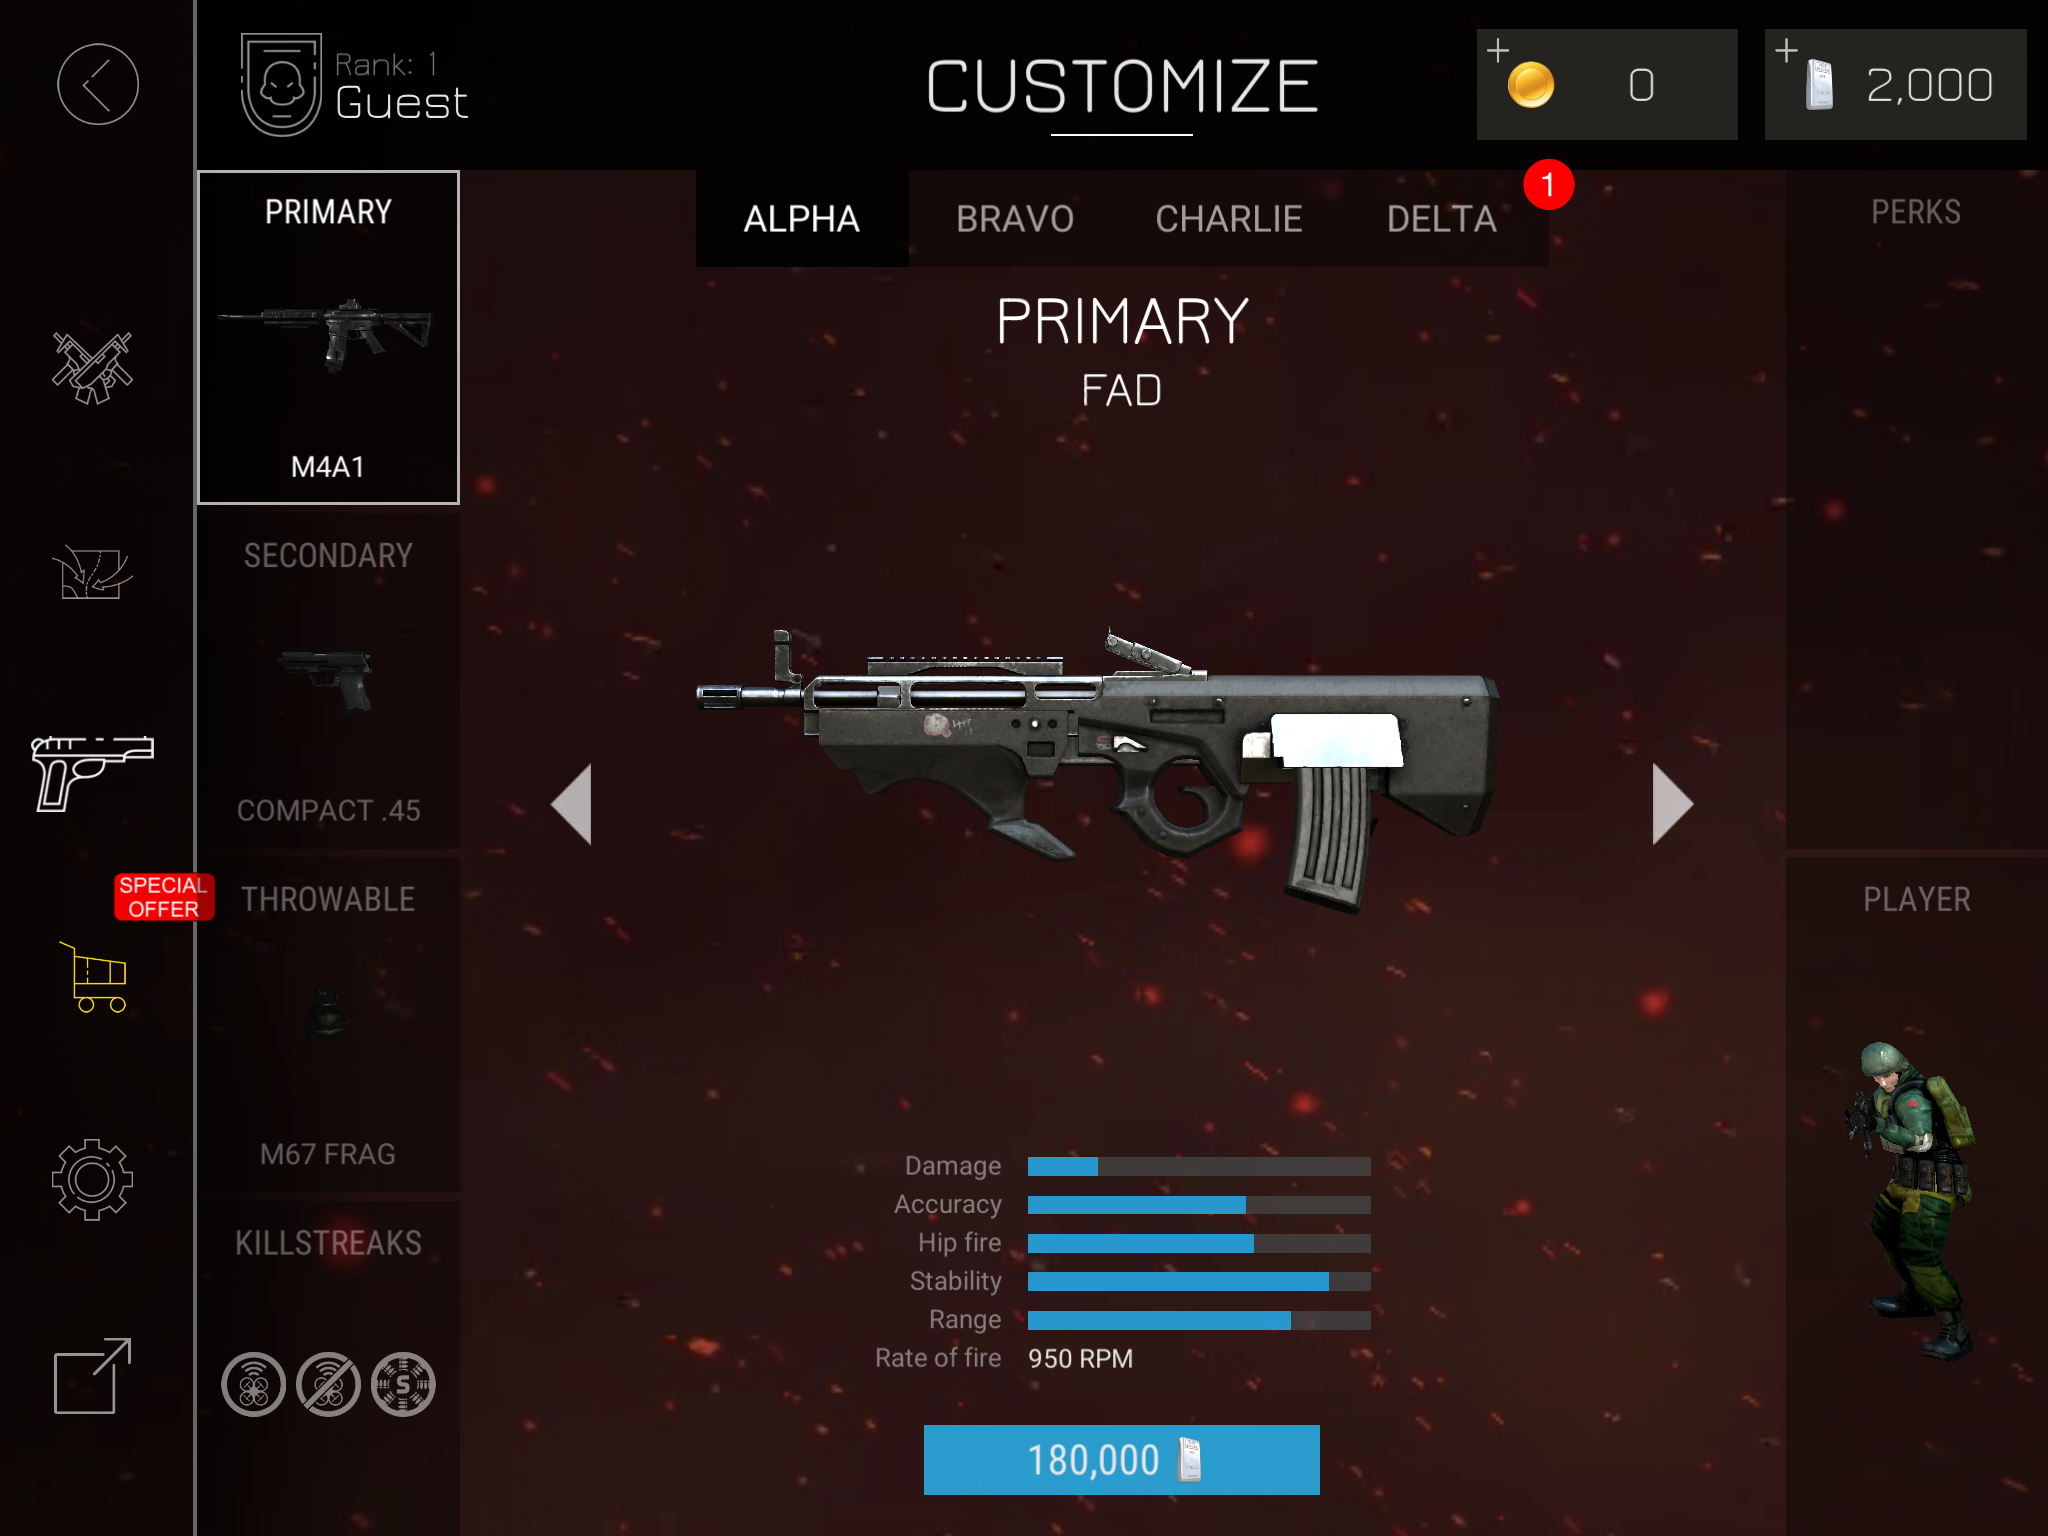 Rank: 1
Guest
CUSTOMIZE
0
2,000
PRIMARY
M4A1
SECONDARY
COMPACT .45
SPECIAL
OFFER
THROWABLE
M67 FRAG
KILLSTREAKS
S
ALPHA
BRAVO
CHARLIE
DELTA
1
PRIMARY
FAD
Damage
Accuracy
Hip fire
Stability
Range
Rate of fire 950 RPM
180,000
PERKS
PLAYER